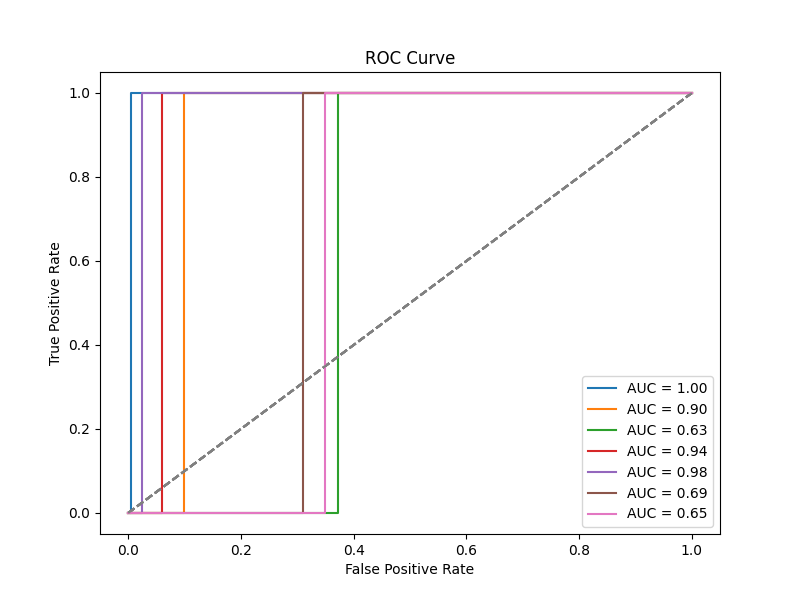 ROC Curve
1.0
0.8
0.6
0.4
0.2
0.0
True Positive Rate
0.0 0.2 0.4 0.6 0.8 1.0
False Positive Rate
AUC = 1.00
AUC = 0.90
AUC = 0.63
AUC = 0.94
AUC = 0.98
AUC = 0.69
AUC = 0.65